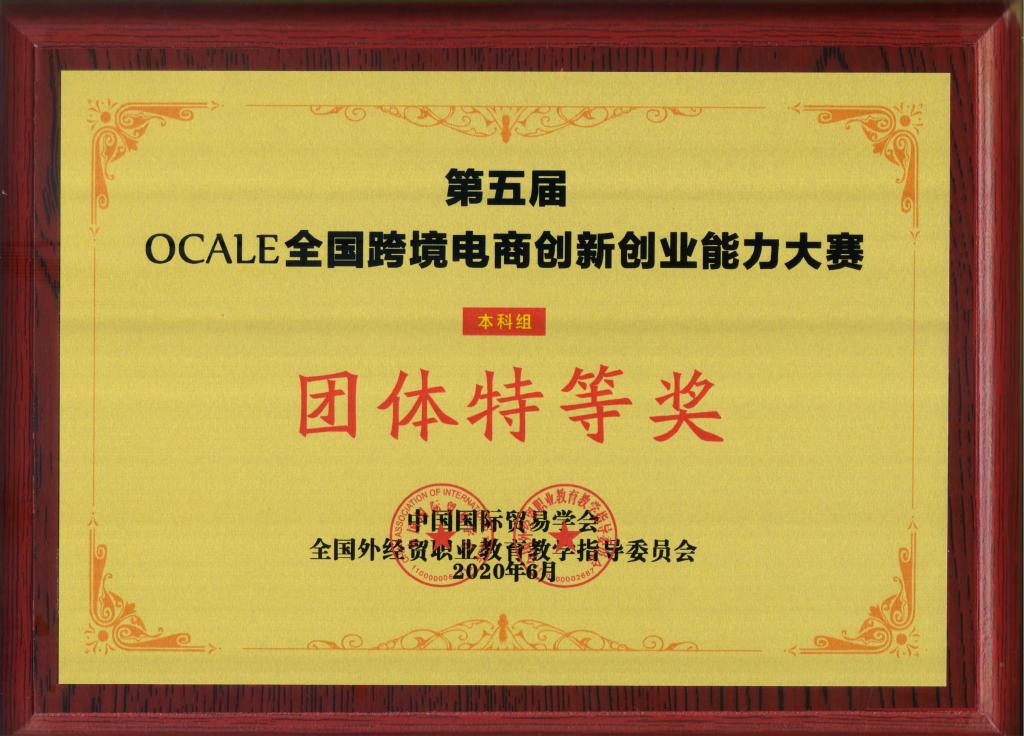 第五届
OCALE全国跨境电商创新创业能力大赛
本科组
团体特等奖
中国国际贸易学会
全国外经贸职业教育教学指导委员会
2020年6月